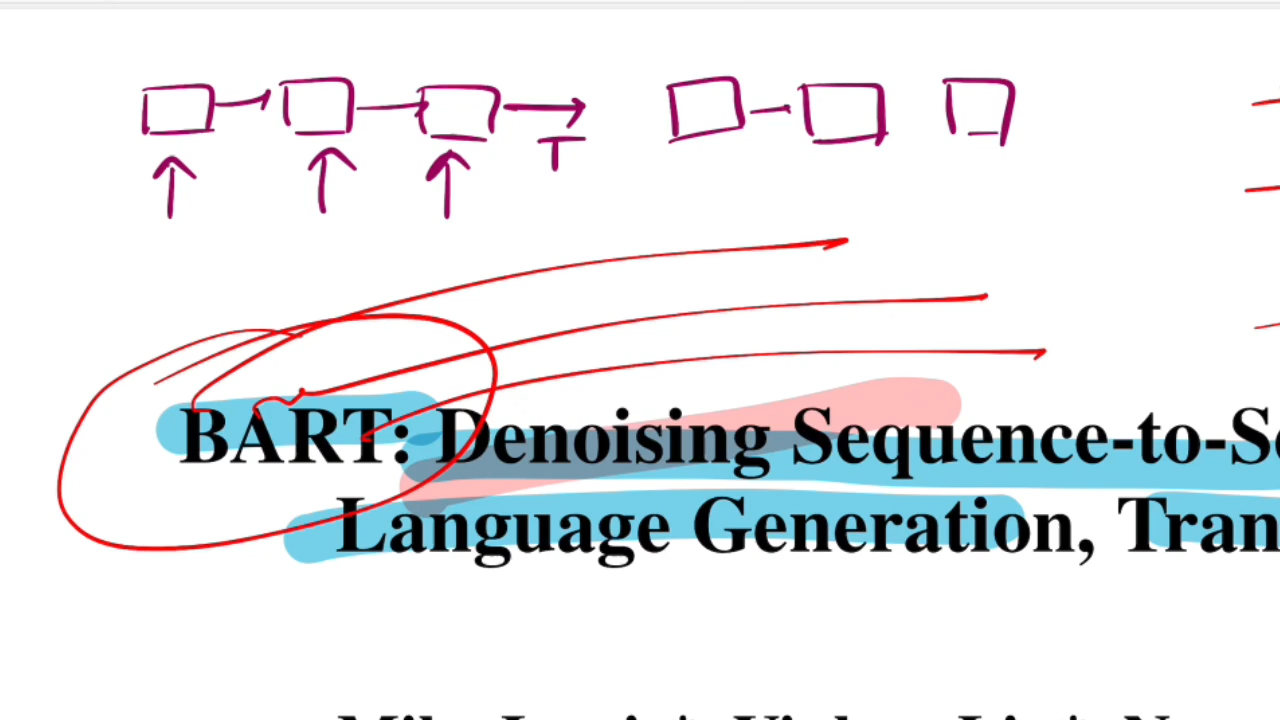 T
BART: Denoising Sequence-to-Se
Language Generation, Tran